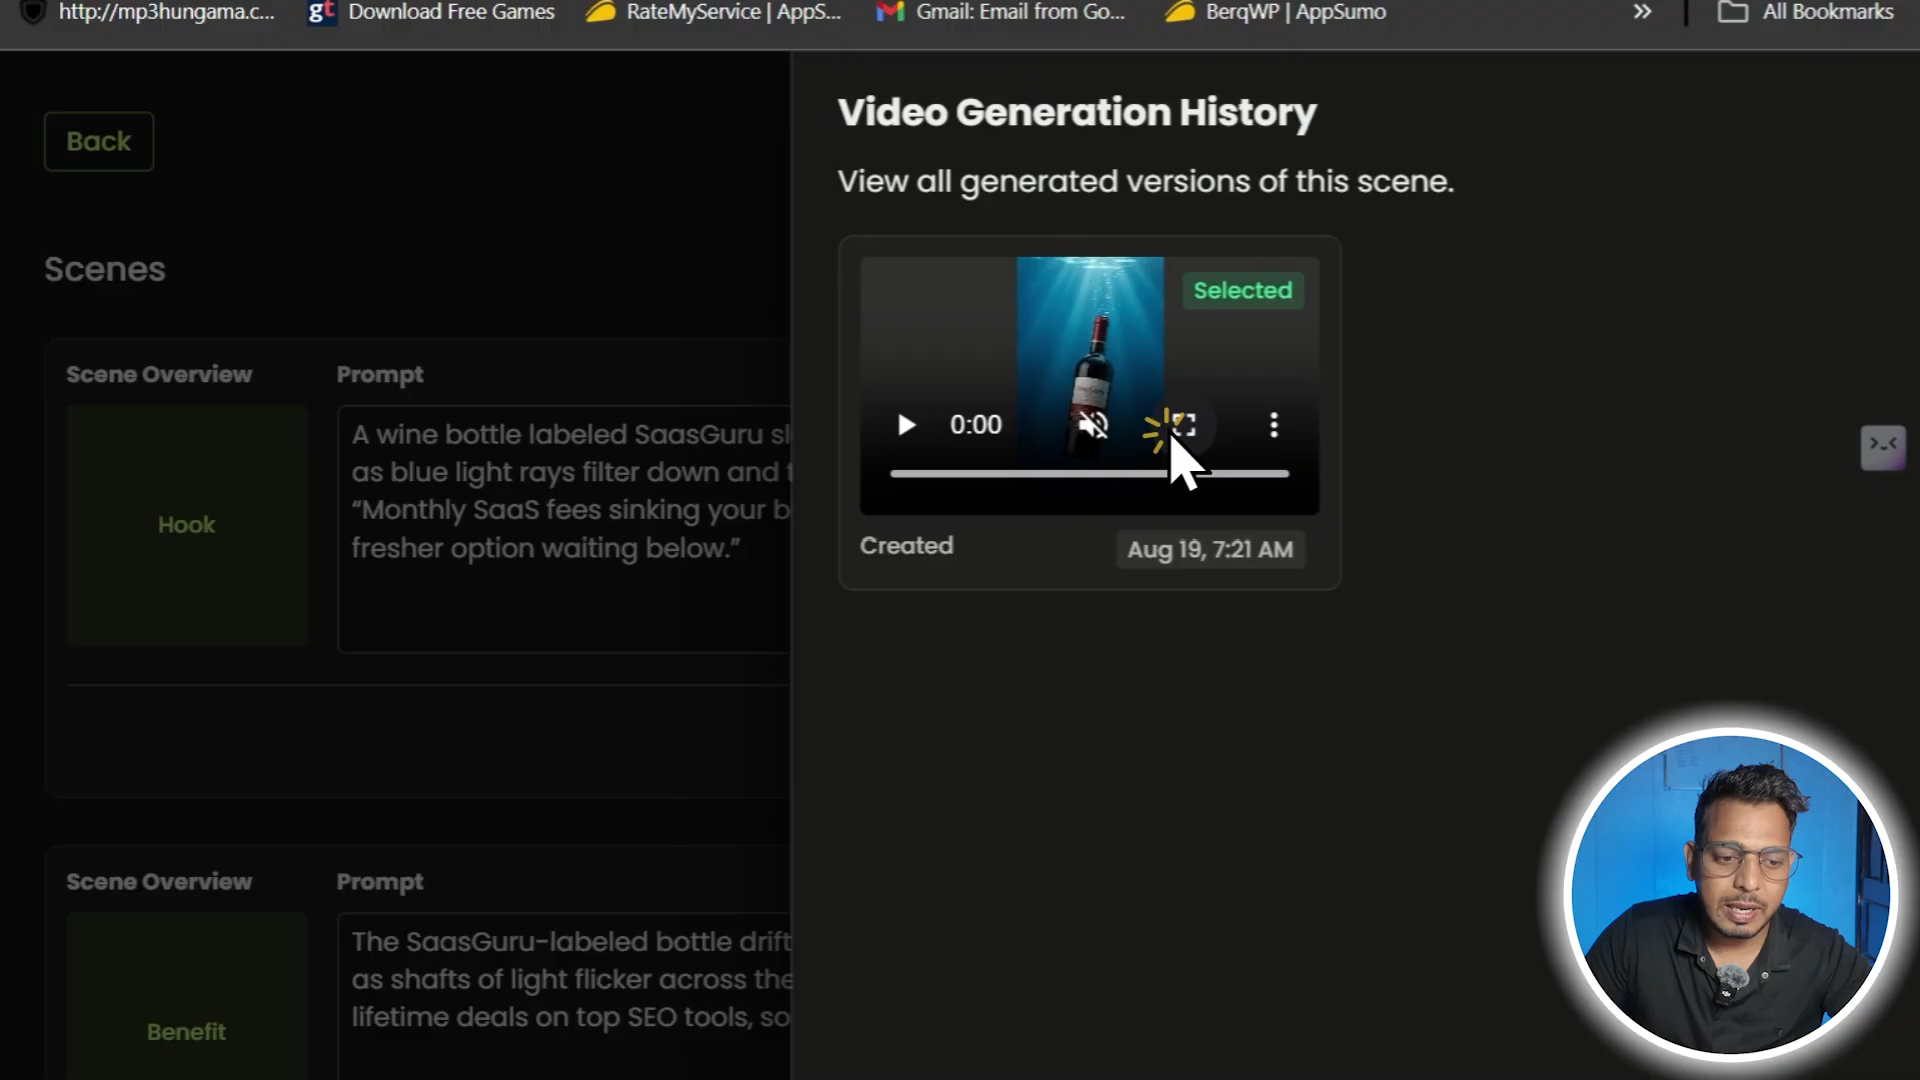 http://mp3hungama.c...
gt Download Free Games
RateMyService | AppS...
Gmail: Email from Go...
BerqWP | AppSumo
All Bookmarks
Back
Video Generation History
View all generated versions of this scene.
Scenes
Selected
0:00
Created
Aug 19, 7:21 AM
Scene Overview
Prompt
Hook
A wine bottle labeled SaasGuru sl
as blue light rays filter down and t
“Monthly SaaS fees sinking your b
fresher option waiting below.”
Scene Overview
Prompt
Benefit
The SaasGuru-labeled bottle drift
as shafts of light flicker across the
lifetime deals on top SEO tools, so